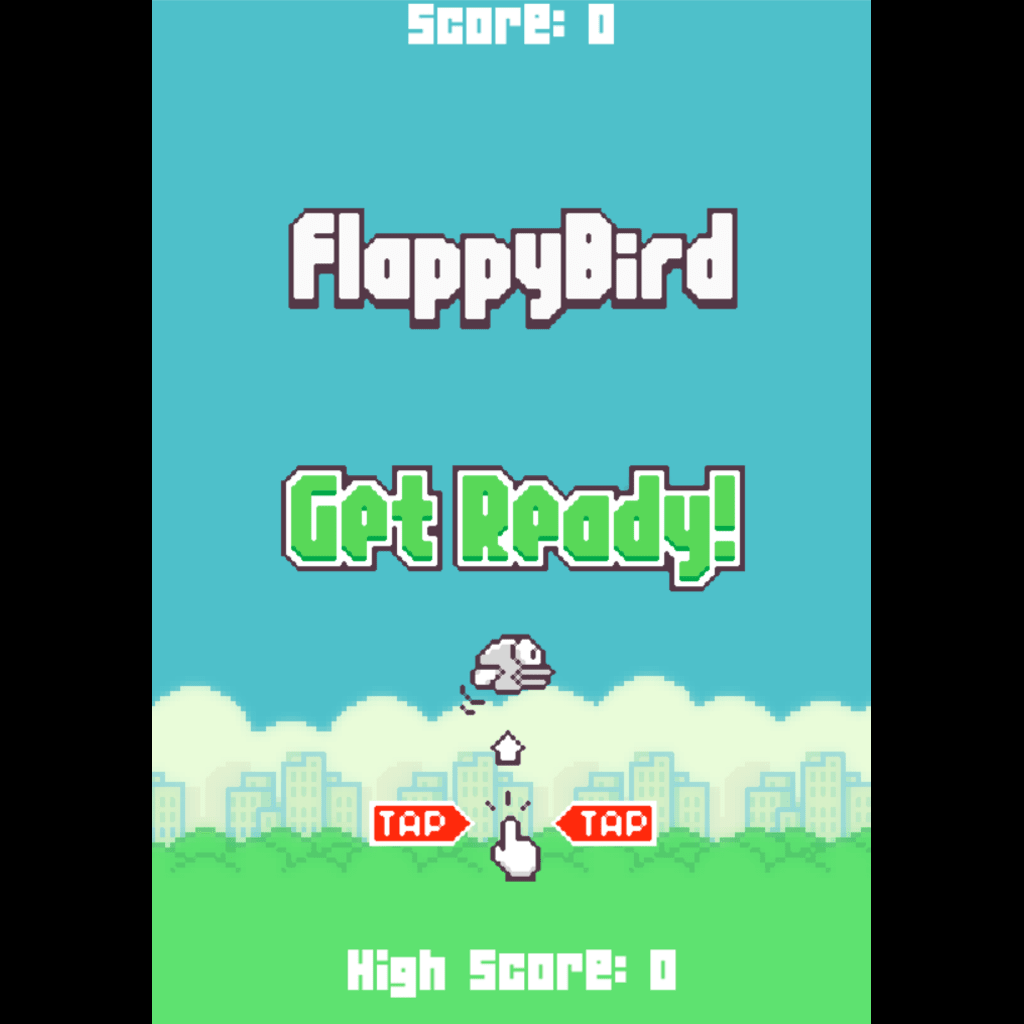 Score: 0
FlappyBird
Get Ready!
TAP TAP
High Score: 0